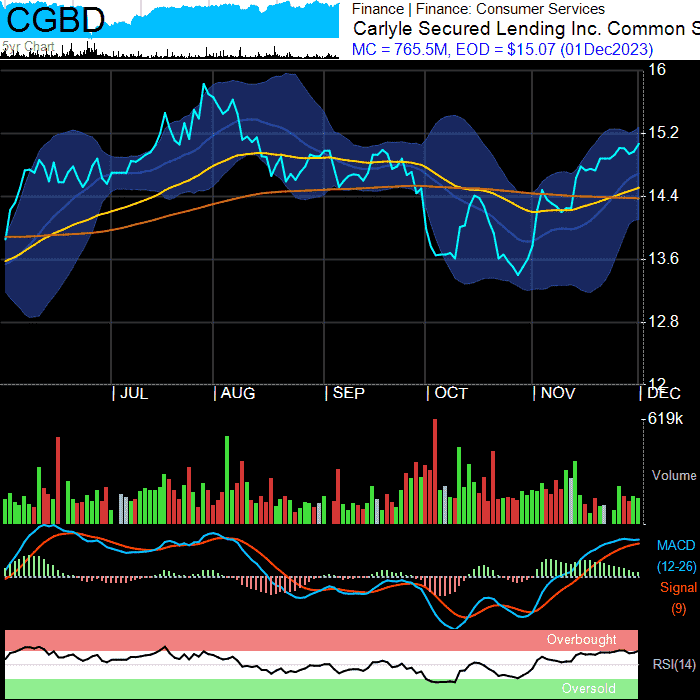 CGBD
5yr Chart
Finance | Finance: Consumer Services
Carlyle Secured Lending Inc. Common S
MC = 765.5M, EOD = $15.07 (01Dec2023)
16
15.2
14.4
13.6
12.8
12
| JUL | AUG | SEP | OCT | NOV | DEC
619k
Volume
MACD
(12-26)
Signal
(9)
Overbought
RSI(14)
Oversold